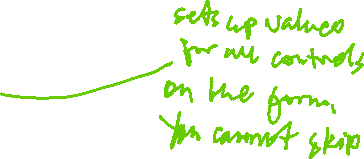 sets up values
for all controls
on the form.
You cannot skip